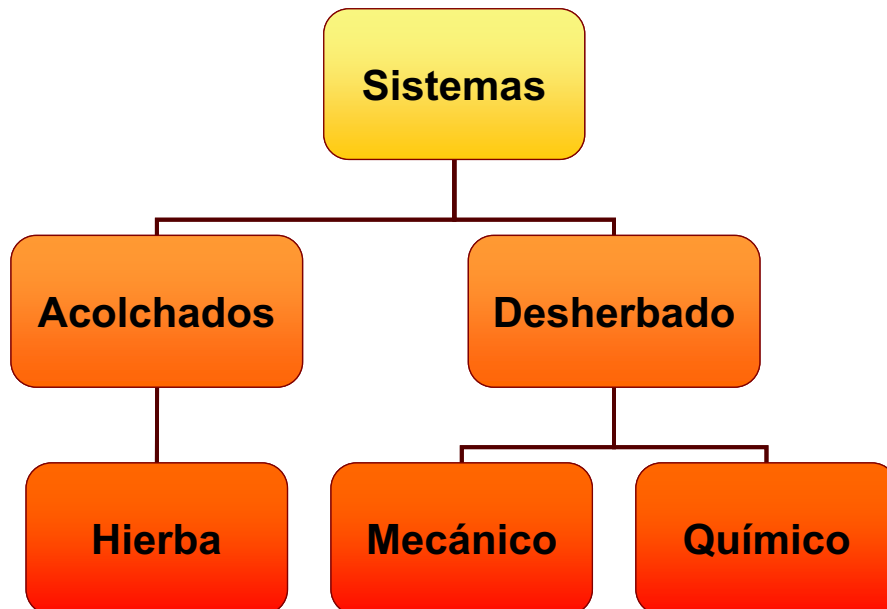 Sistemas
Acolchados
Desherbado
Hierba
Mecánico
Químico